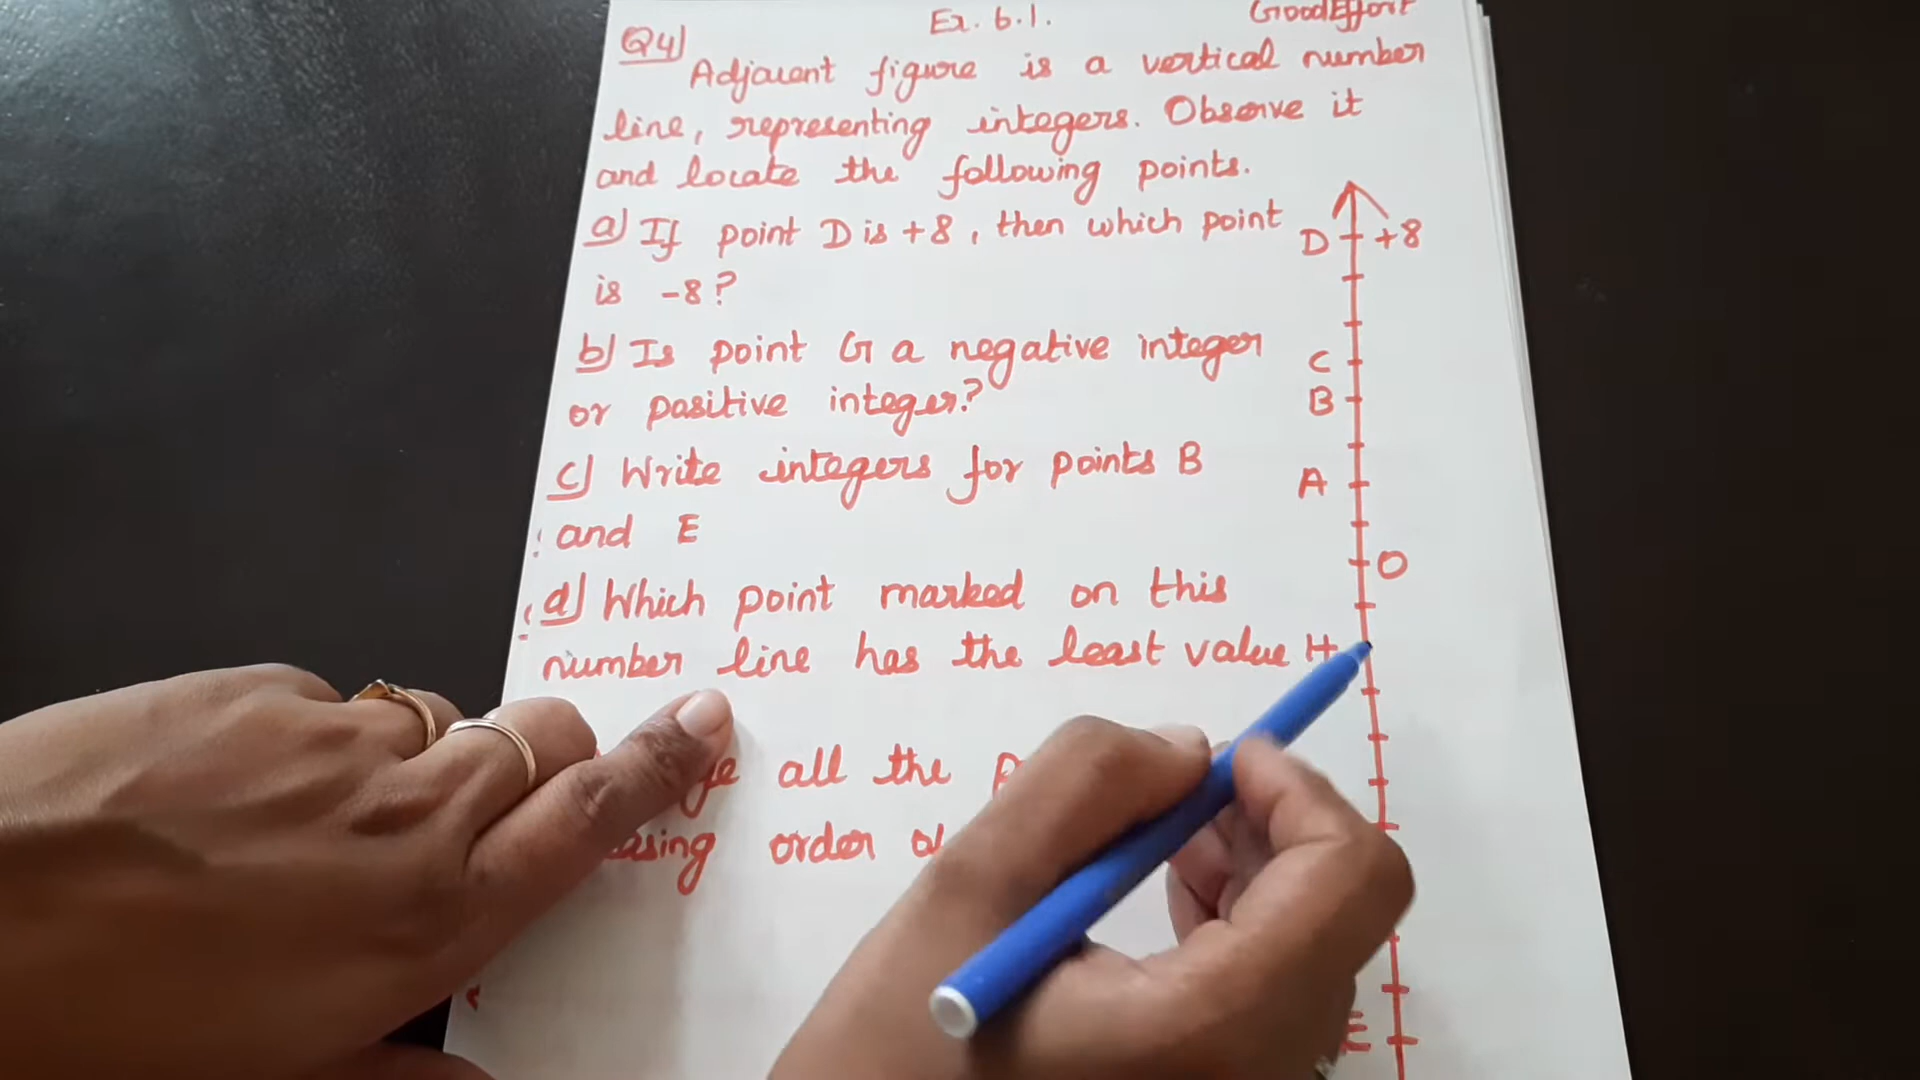 Ex. 6.1.
GoodEffort
Q4)
Adjacent figure is a vertical number
line, representing integers. Observe it
and locate the following points.
a) If point D is +8, then which point
is -8?
b) Is point G a negative integer
or pasitive integer?
c) Write integers for points B
and E
d) Which point marked on this
number line has the least value
all the
order
D +8
C
B
A
O
H
E